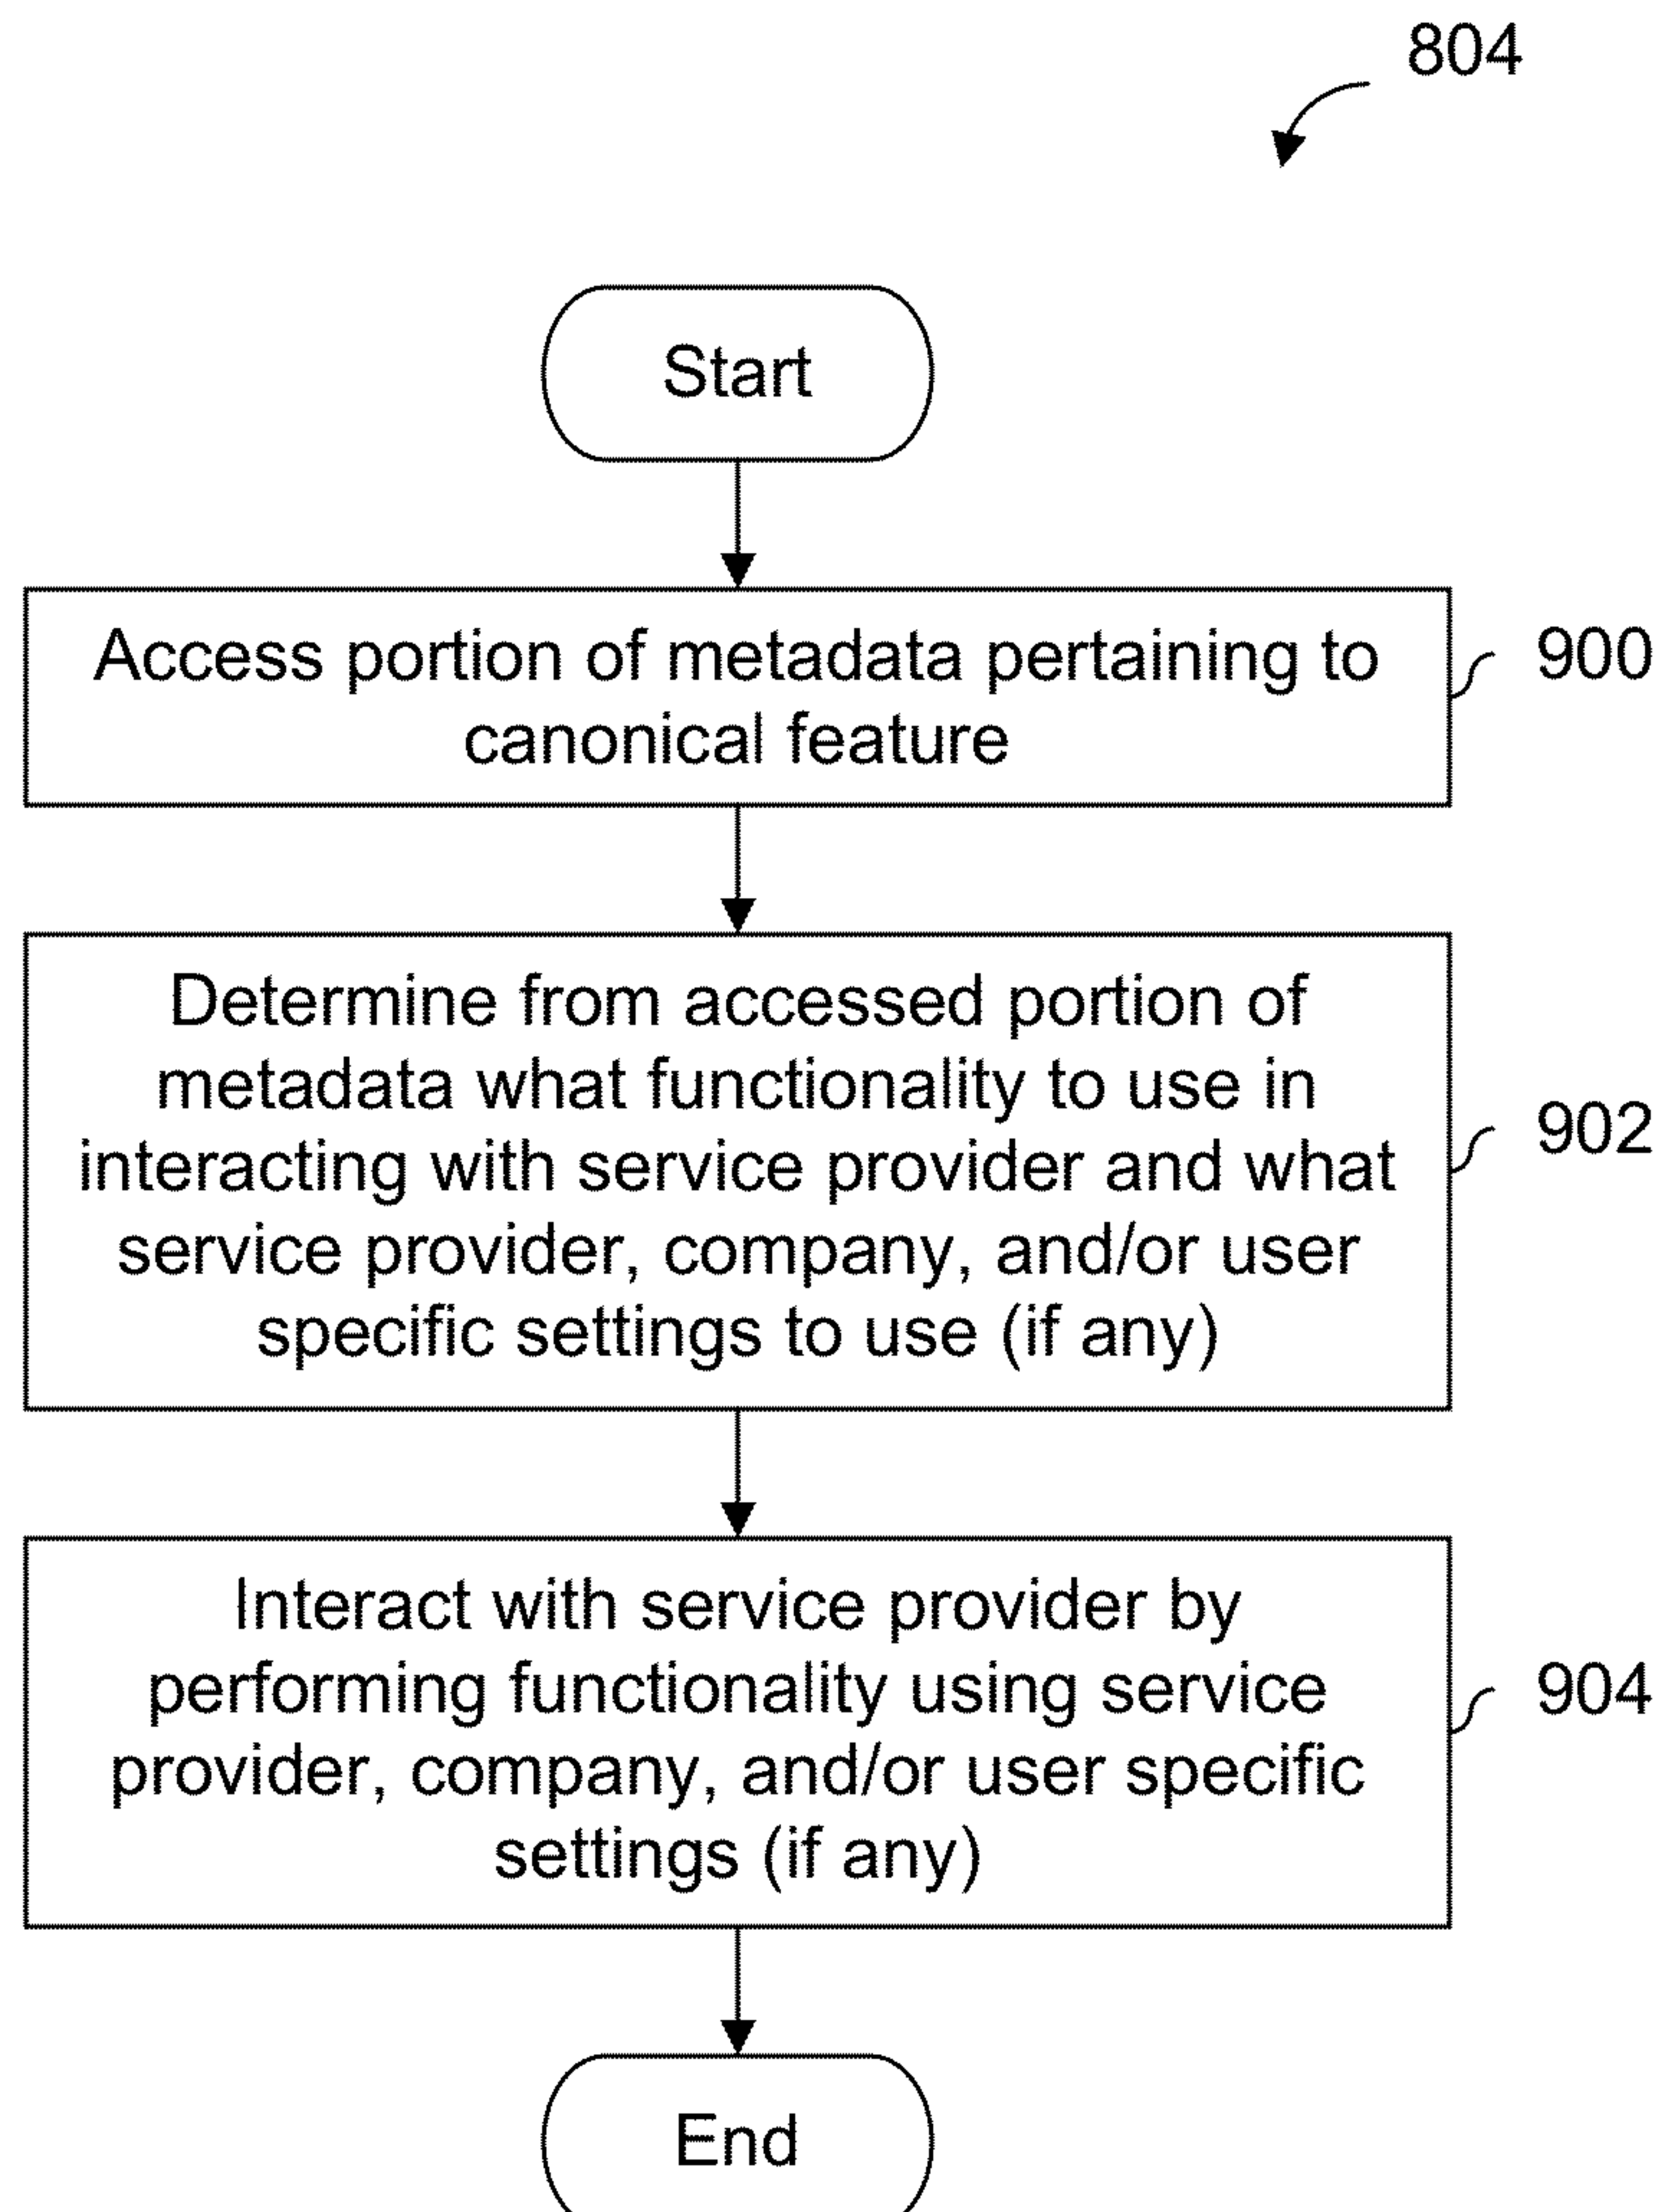 804
Start
Access portion of metadata pertaining to
canonical feature
900
Determine from accessed portion of
metadata what functionality to use in
interacting with service provider and what
service provider, company, and/or user
specific settings to use (if any)
902
Interact with service provider by
performing functionality using service
provider, company, and/or user specific
settings (if any)
904
End